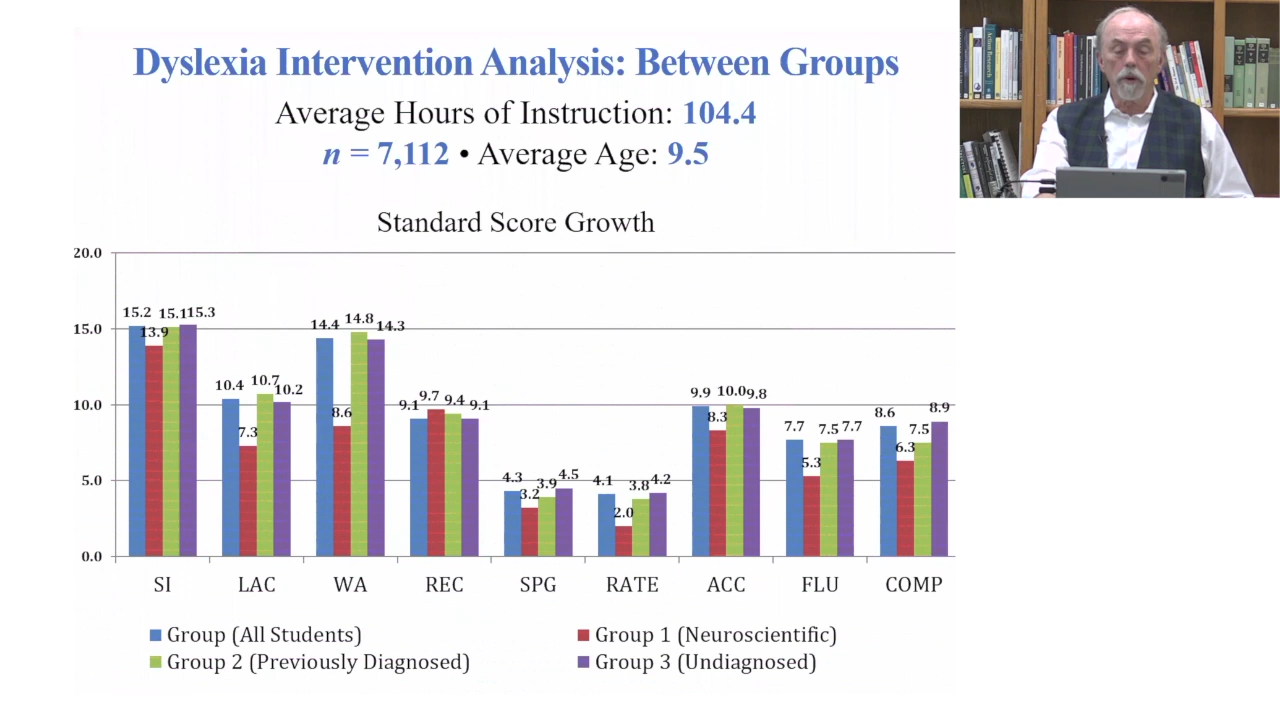 Dyslexia Intervention Analysis: Between Groups
Average Hours of Instruction: 104.4
n = 7,112 • Average Age: 9.5
Standard Score Growth
20.0
15.0
10.0
5.0
0.0
15.2 13.9 15.1 15.3
10.4 7.3 10.7 10.2
14.4 8.6 14.8 14.3
9.1 9.7 9.4 9.1
4.3 3.2 3.9 4.5
4.1 2.0 3.8 4.2
9.9 8.3 10.0 9.8
7.7 5.3 7.5 7.7
8.6 6.3 7.5 8.9
SI LAC WA REC SPG RATE ACC FLU COMP
Group (All Students) Group 1 (Neuroscientific)
Group 2 (Previously Diagnosed) Group 3 (Undiagnosed)
Action Research